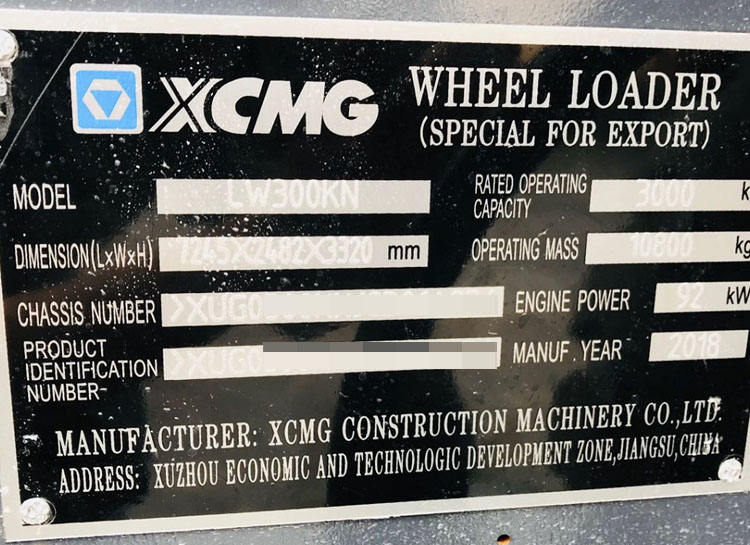 XCMG
WHEEL LOADER
(SPECIAL FOR EXPORT)
MODEL LW300KN
RATED OPERATING CAPACITY 3000 k
DIMENSION(L×W×H) 7245X2482X3320 mm
OPERATING MASS 10800 kg
CHASSIS NUMBER
ENGINE POWER 92 kW
PRODUCT
IDENTIFICATION
NUMBER-
MANUF.YEAR 2018
MANUFACTURER: XCMG CONSTRUCTION MACHINERY CO.,LTD.
ADDRESS: XUZHOU ECONOMIC AND TECHNOLOGIC DEVELOPMENT ZONE,JIANGSU,CHINA